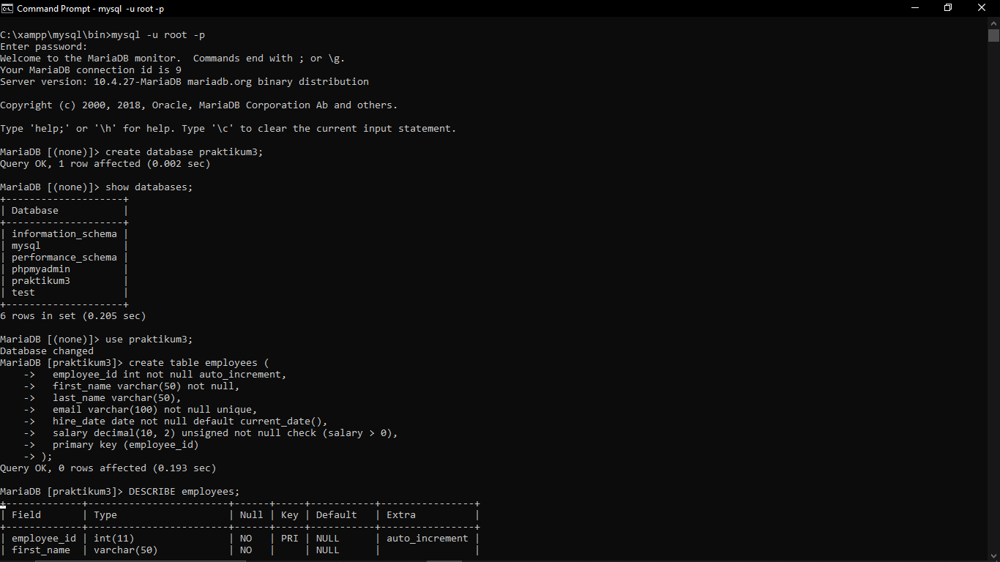 Command Prompt - mysql  -u root -p
C:\xampp\mysql\bin>mysql -u root -p
Enter password:
Welcome to the MariaDB monitor.  Commands end with ; or \g.
Your MariaDB connection id is 9
Server version: 10.4.27-MariaDB mariadb.org binary distribution

Copyright (c) 2000, 2018, Oracle, MariaDB Corporation Ab and others.

Type 'help;' or '\h' for help. Type '\c' to clear the current input statement.

MariaDB [(none)]> create database praktikum3;
Query OK, 1 row affected (0.002 sec)

MariaDB [(none)]> show databases;
+--------------------+
| Database           |
+--------------------+
| information_schema |
| mysql              |
| performance_schema |
| phpmyadmin         |
| praktikum3         |
| test               |
+--------------------+
6 rows in set (0.205 sec)

MariaDB [(none)]> use praktikum3;
Database changed
MariaDB [praktikum3]> create table employees (
    ->   employee_id int not null auto_increment,
    ->   first_name varchar(50) not null,
    ->   last_name varchar(50),
    ->   email varchar(100) not null unique,
    ->   hire_date date not null default current_date(),
    ->   salary decimal(10, 2) unsigned not null check (salary > 0),
    ->   primary key (employee_id)
    -> );
Query OK, 0 rows affected (0.193 sec)

MariaDB [praktikum3]> DESCRIBE employees;
+-------------+------------------------+------+-----+-----------+----------------+
| Field       | Type                   | Null | Key | Default   | Extra          |
+-------------+------------------------+------+-----+-----------+----------------+
| employee_id | int(11)                | NO   | PRI | NULL      | auto_increment |
| first_name  | varchar(50)            | NO   |     | NULL      |                |